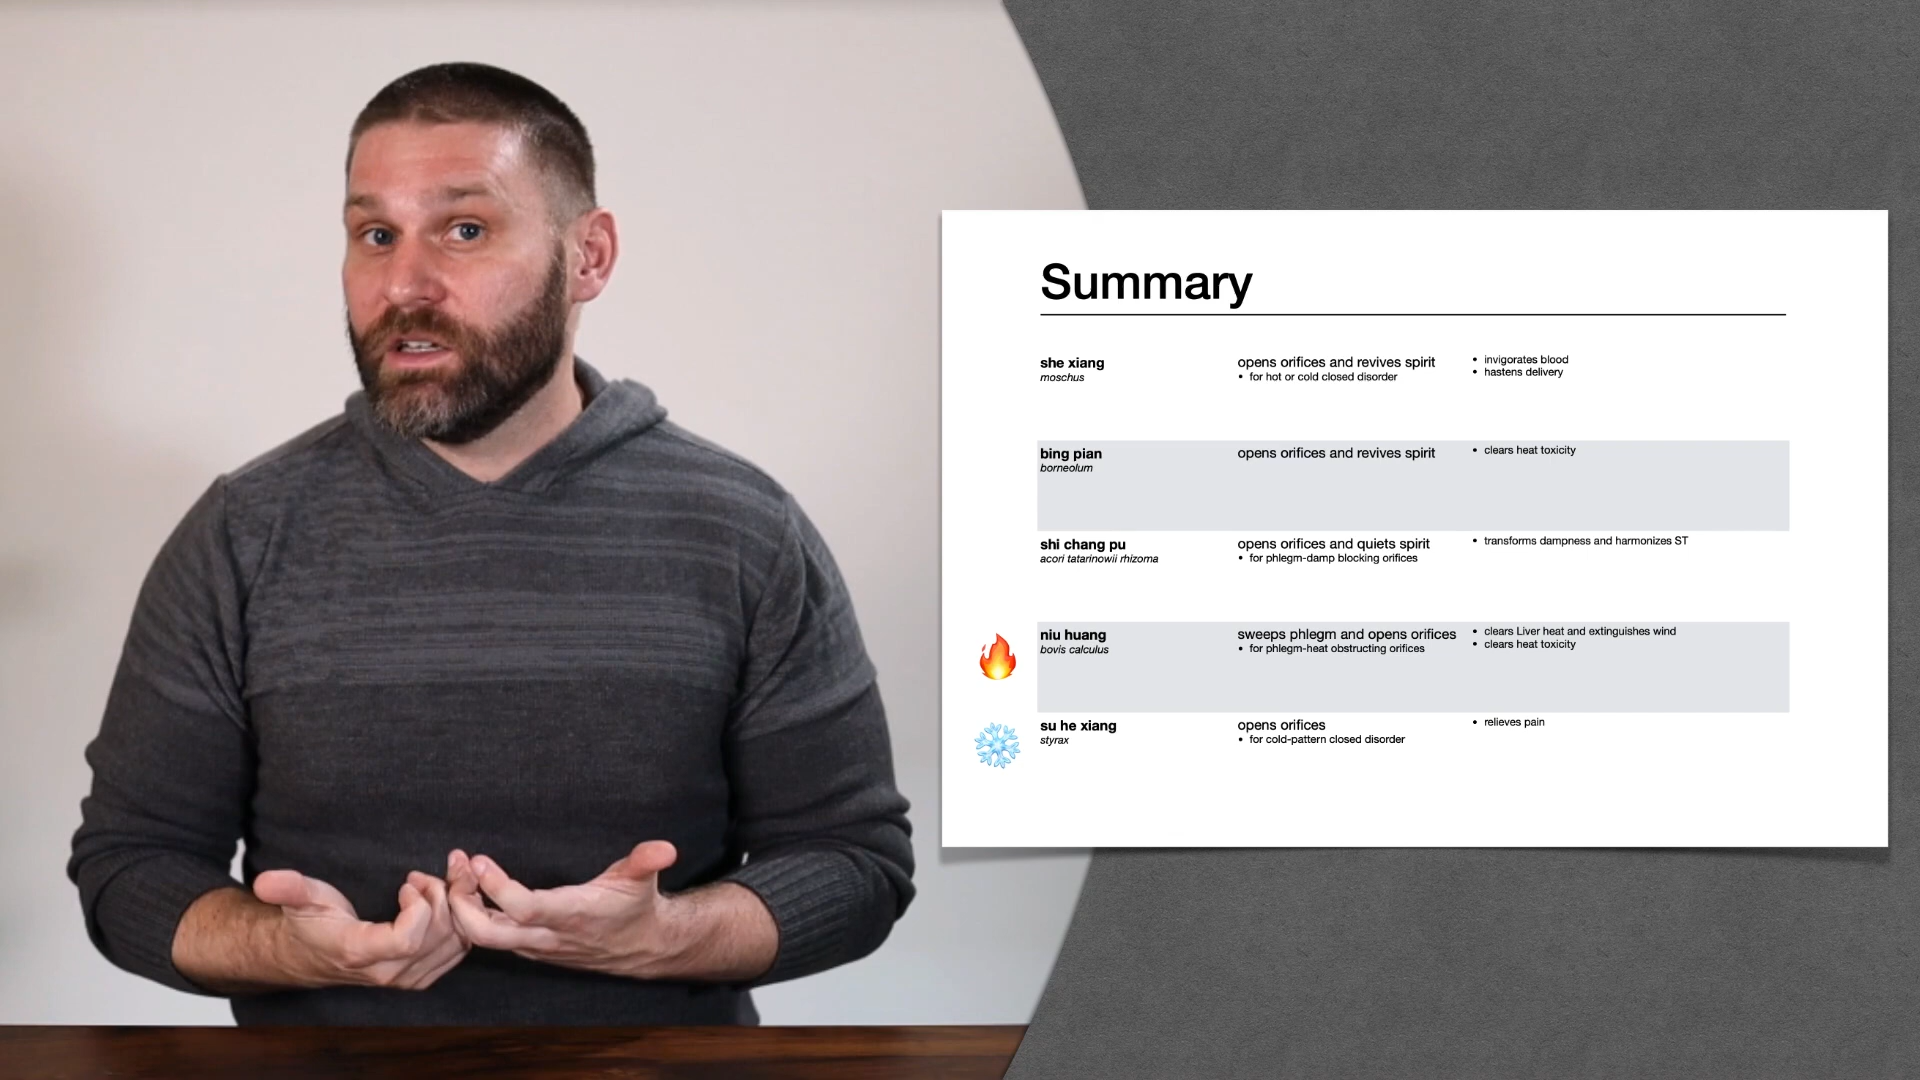 Summary
she xiang
moschus
opens orifices and revives spirit
• for hot or cold closed disorder
• invigorates blood
• hastens delivery
bing pian
borneolum
opens orifices and revives spirit
• clears heat toxicity
shi chang pu
acori tatarinowii rhizoma
opens orifices and quiets spirit
• for phlegm-damp blocking orifices
• transforms dampness and harmonizes ST
niu huang
bovis calculus
sweeps phlegm and opens orifices
• for phlegm-heat obstructing orifices
• clears Liver heat and extinguishes wind
• clears heat toxicity
su he xiang
styrax
opens orifices
• for cold-pattern closed disorder
• relieves pain